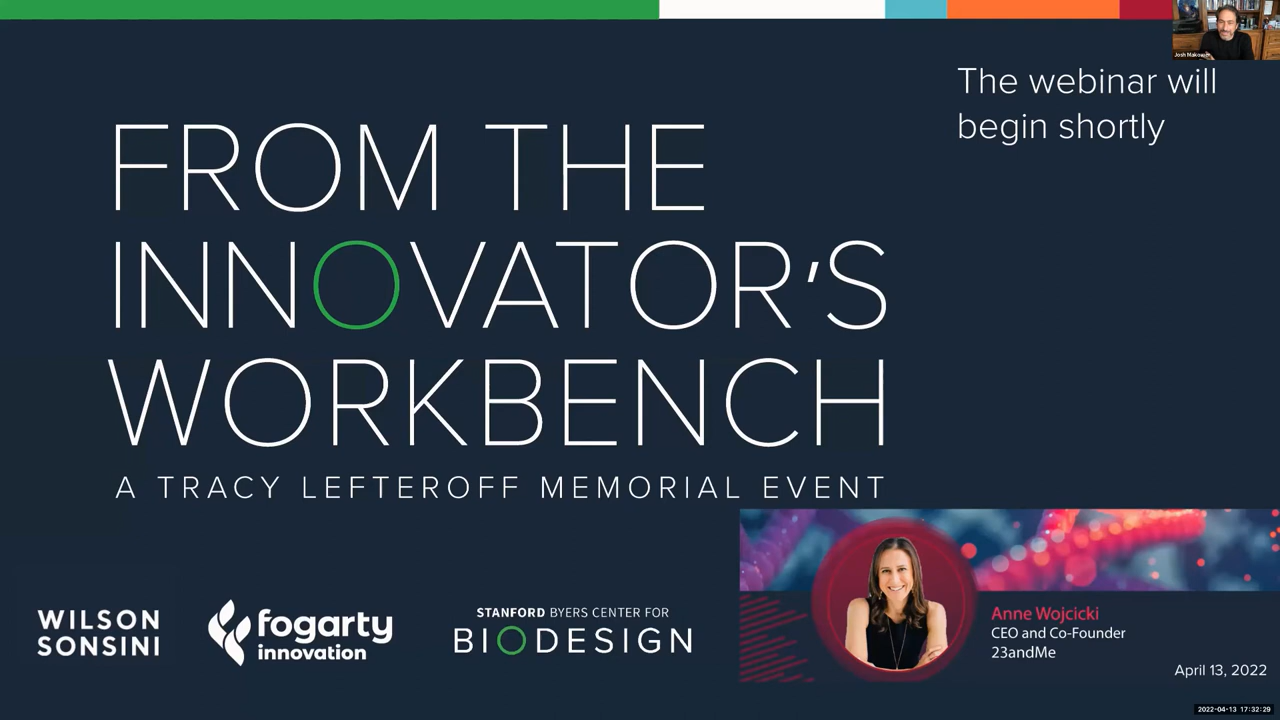 The webinar will
begin shortly
FROM THE
INNOVATOR'S
WORKBENCH
A TRACY LEFTEROFF MEMORIAL EVENT
WILSON
SONSINI
fogarty
innovation
STANFORD BYERS CENTER FOR
BIODESIGN
Anne Wojcicki
CEO and Co-Founder
23andMe
April 13, 2022
2022-04-13 17:32:29